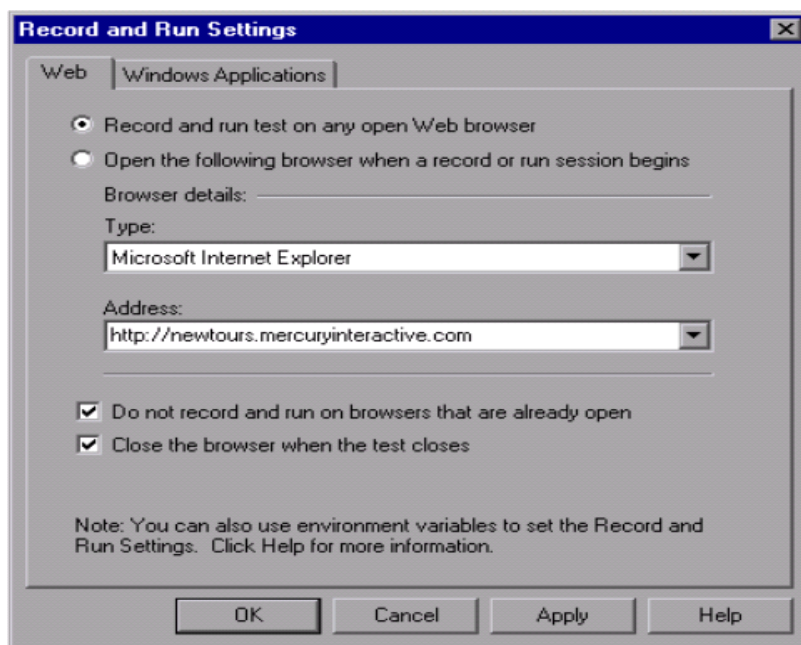 Record and Run Settings
Web
Windows Applications
Record and run test on any open Web browser
Open the following browser when a record or run session begins
Browser details:
Type:
Microsoft Internet Explorer
Address:
http://newtours.mercuryinteractive.com
Do not record and run on browsers that are already open
Close the browser when the test closes
Note: You can also use environment variables to set the Record and
Run Settings. Click Help for more information.
OK
Cancel
Apply
Help